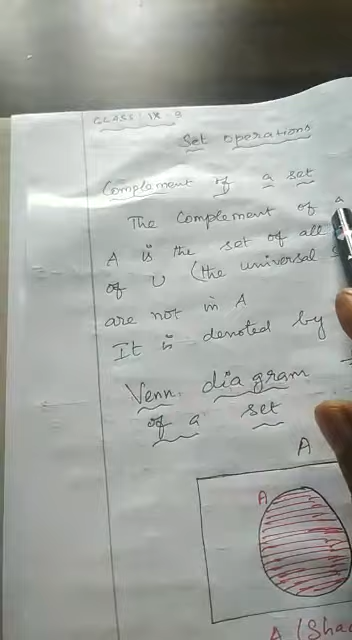 CLASS IX - B
Set operations
Complement of a set
The complement of a
A is the set of all
of U (the universal
are not in A
It is denoted by
Venn diagram
of a set
A
A
A (Sha